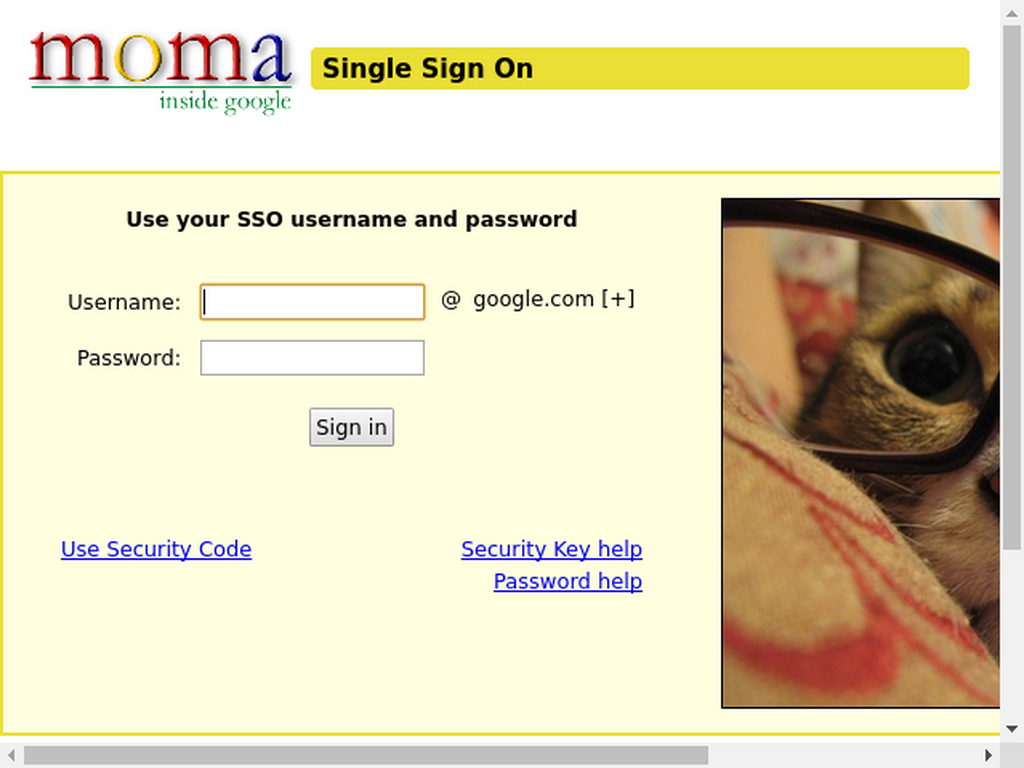 moma
inside google
Single Sign On
Use your SSO username and password
Username: @ google.com [+]
Password:
Sign in
Use Security Code
Security Key help
Password help